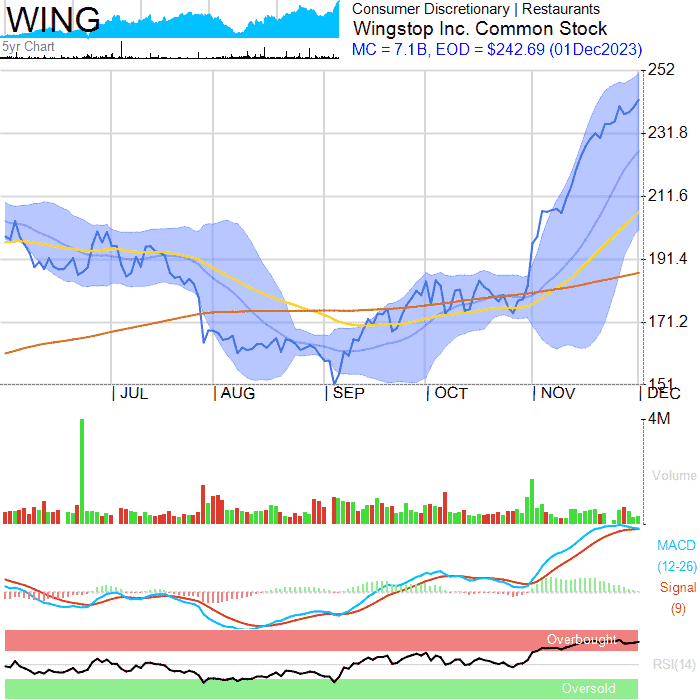 WING
5yr Chart
Consumer Discretionary | Restaurants
Wingstop Inc. Common Stock
MC = 7.1B, EOD = $242.69 (01Dec2023)
252
231.8
211.6
191.4
171.2
151
JUL
AUG
SEP
OCT
NOV
DEC
4M
Volume
MACD
(12-26)
Signal
(9)
Overbought
RSI(14)
Oversold